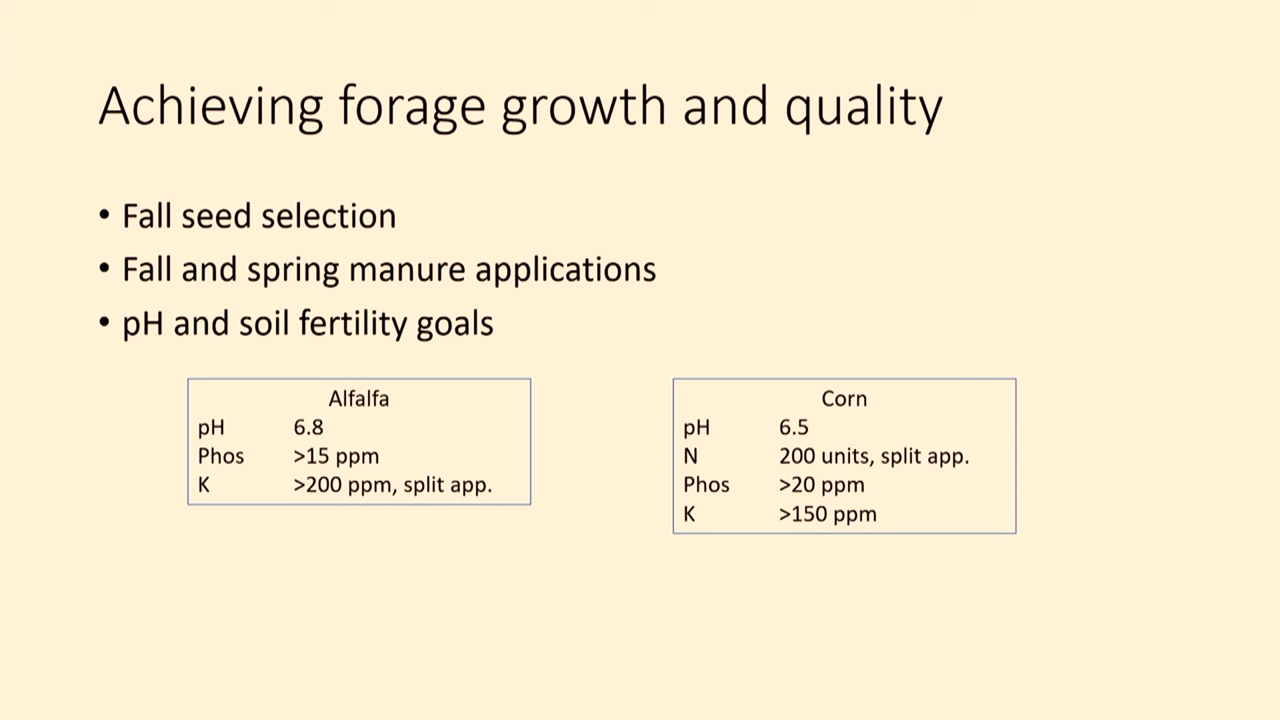 Achieving forage growth and quality
• Fall seed selection
• Fall and spring manure applications
• pH and soil fertility goals
Alfalfa
pH 6.8
Phos >15 ppm
K >200 ppm, split app.
Corn
pH 6.5
N 200 units, split app.
Phos >20 ppm
K >150 ppm